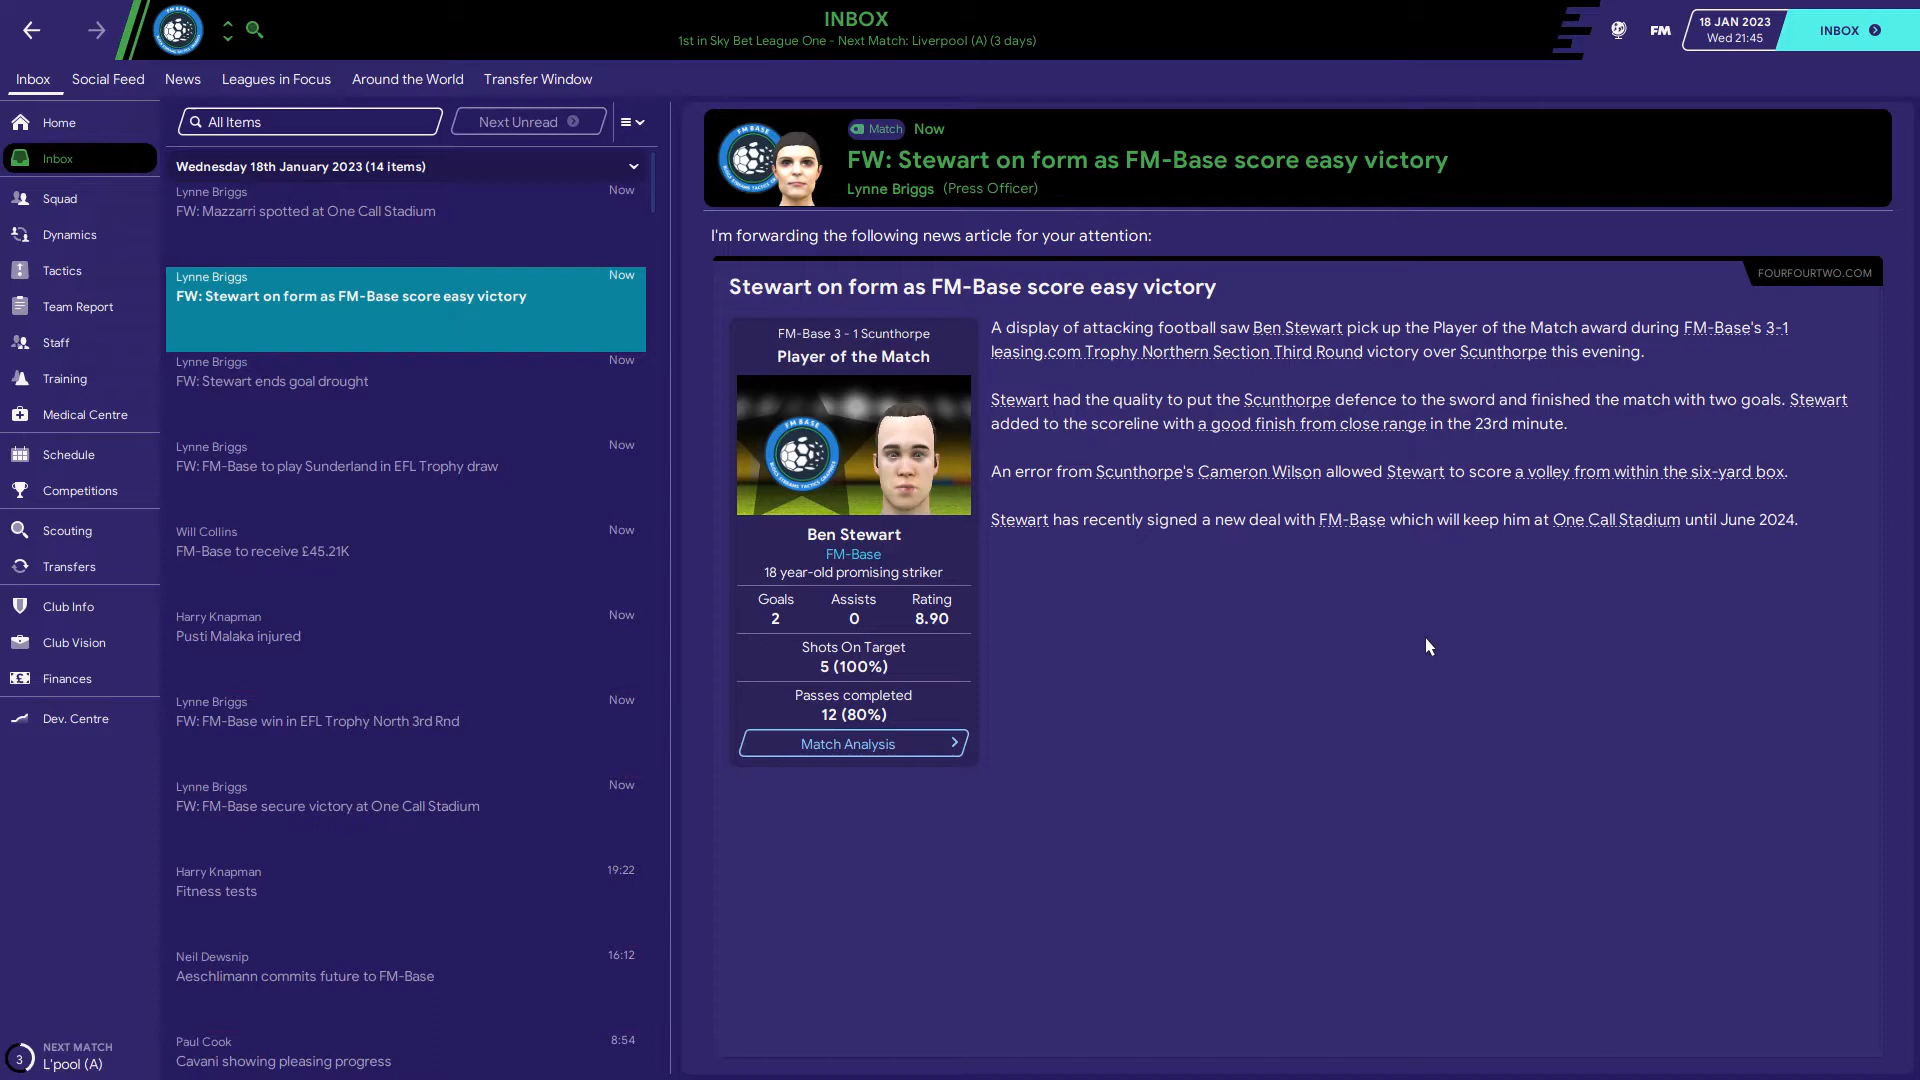 INBOX
1st in Sky Bet League One - Next Match: Liverpool (A) (3 days)
FM
18 JAN 2023
Wed 21:45
INBOX
Inbox
Social Feed
News
Leagues in Focus
Around the World
Transfer Window
Home
Inbox
Squad
Dynamics
Tactics
Team Report
Staff
Training
Medical Centre
Schedule
Competitions
Scouting
Transfers
Club Info
Club Vision
Finances
Dev. Centre
3
NEXT MATCH
L'pool (A)
All Items
Next Unread
Wednesday 18th January 2023 (14 items)
Lynne Briggs
Now
FW: Mazzarri spotted at One Call Stadium
Lynne Briggs
Now
FW: Stewart on form as FM-Base score easy victory
Lynne Briggs
Now
FW: Stewart ends goal drought
Lynne Briggs
Now
FW: FM-Base to play Sunderland in EFL Trophy draw
Will Collins
Now
FM-Base to receive £45.21K
Harry Knapman
Now
Pusti Malaka injured
Lynne Briggs
Now
FW: FM-Base win in EFL Trophy North 3rd Rnd
Lynne Briggs
Now
FW: FM-Base secure victory at One Call Stadium
Harry Knapman
19:22
Fitness tests
Neil Dewsnip
16:12
Aeschlimann commits future to FM-Base
Paul Cook
8:54
Cavani showing pleasing progress
FM BASE
Match
Now
FW: Stewart on form as FM-Base score easy victory
Lynne Briggs (Press Officer)
I'm forwarding the following news article for your attention:
FOURFOURTWO.COM
Stewart on form as FM-Base score easy victory
FM-Base 3 - 1 Scunthorpe
Player of the Match
FM BASE
Ben Stewart
FM-Base
18 year-old promising striker
Goals
Assists
Rating
2
0
8.90
Shots On Target
5 (100%)
Passes completed
12 (80%)
Match Analysis
A display of attacking football saw Ben Stewart pick up the Player of the Match award during FM-Base's 3-1
leasing.com Trophy Northern Section Third Round victory over Scunthorpe this evening.
Stewart had the quality to put the Scunthorpe defence to the sword and finished the match with two goals. Stewart
added to the scoreline with a good finish from close range in the 23rd minute.
An error from Scunthorpe's Cameron Wilson allowed Stewart to score a volley from within the six-yard box.
Stewart has recently signed a new deal with FM-Base which will keep him at One Call Stadium until June 2024.